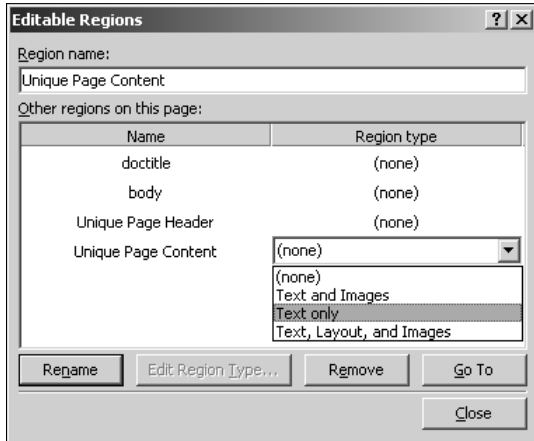 Editable Regions
Region name:
Unique Page Content
Other regions on this page:
Name Region type
doctitle (none)
body (none)
Unique Page Header (none)
Unique Page Content (none)
(none)
Text and Images
Text only
Text, Layout, and Images
Rename Edit Region Type... Remove Go To
Close